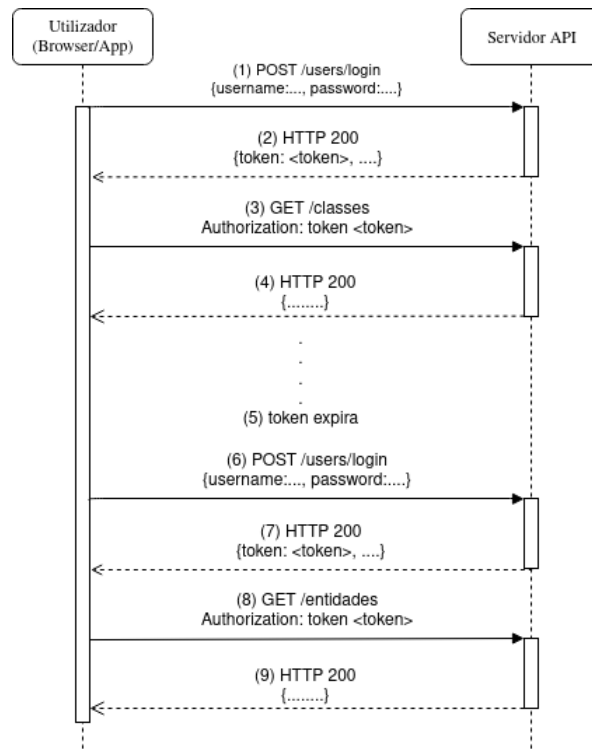 Utilizador
(Browser/App)
Servidor API
(1) POST /users/login
{username:..., password:....}
(2) HTTP 200
{token: <token>, ....}
(3) GET /classes
Authorization: token <token>
(4) HTTP 200
{........}
.
.
.
.
(5) token expira
(6) POST /users/login
{username:..., password:....}
(7) HTTP 200
{token: <token>, ....}
(8) GET /entidades
Authorization: token <token>
(9) HTTP 200
{........}